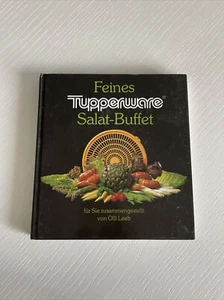 Feines
Tupperware®
Salat-Buffet
für Sie zusammengestellt
von Olli Leeb